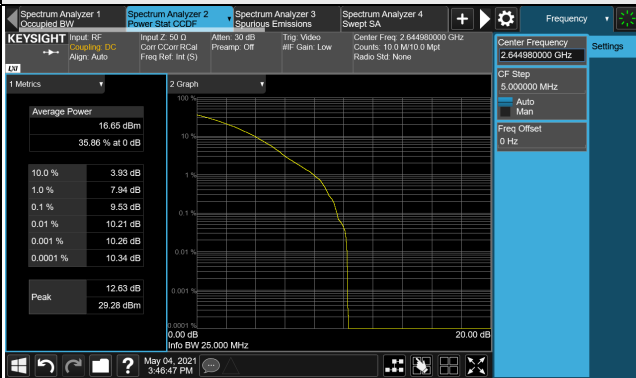 Spectrum Analyzer 1
Occupied BW
Spectrum Analyzer 2
Power Stat CCDF
Spectrum Analyzer 3
Spurious Emissions
Spectrum Analyzer 4
Swept SA
Frequency
KEYSIGHT
Input: RF
Coupling: DC
Align: Auto
Input Z: 50 Ω
Corr CCorr RCal
Freq Ref: Int (S)
Atten: 30 dB
Preamp: Off
Trig: Video
#IF Gain: Low
Center Freq: 2.644980000 GHz
Counts: 10.0 M/10.0 Mpt
Radio Std: None
LXI
Center Frequency
2.644980000 GHz
Settings
CF Step
5.000000 MHz
Auto
Man
Freq Offset
0 Hz
1 Metrics
Average Power
16.65 dBm
35.86 % at 0 dB
10.0 % 3.93 dB
1.0 % 7.94 dB
0.1 % 9.53 dB
0.01 % 10.21 dB
0.001 % 10.26 dB
0.0001 % 10.34 dB
Peak
12.63 dB
29.28 dBm
2 Graph
100 %
10 %
1 %
0.1 %
0.01 %
0.001 %
0.0001 %
0.00 dB 20.00 dB
Info BW 25.000 MHz
May 04, 2021
3:46:47 PM